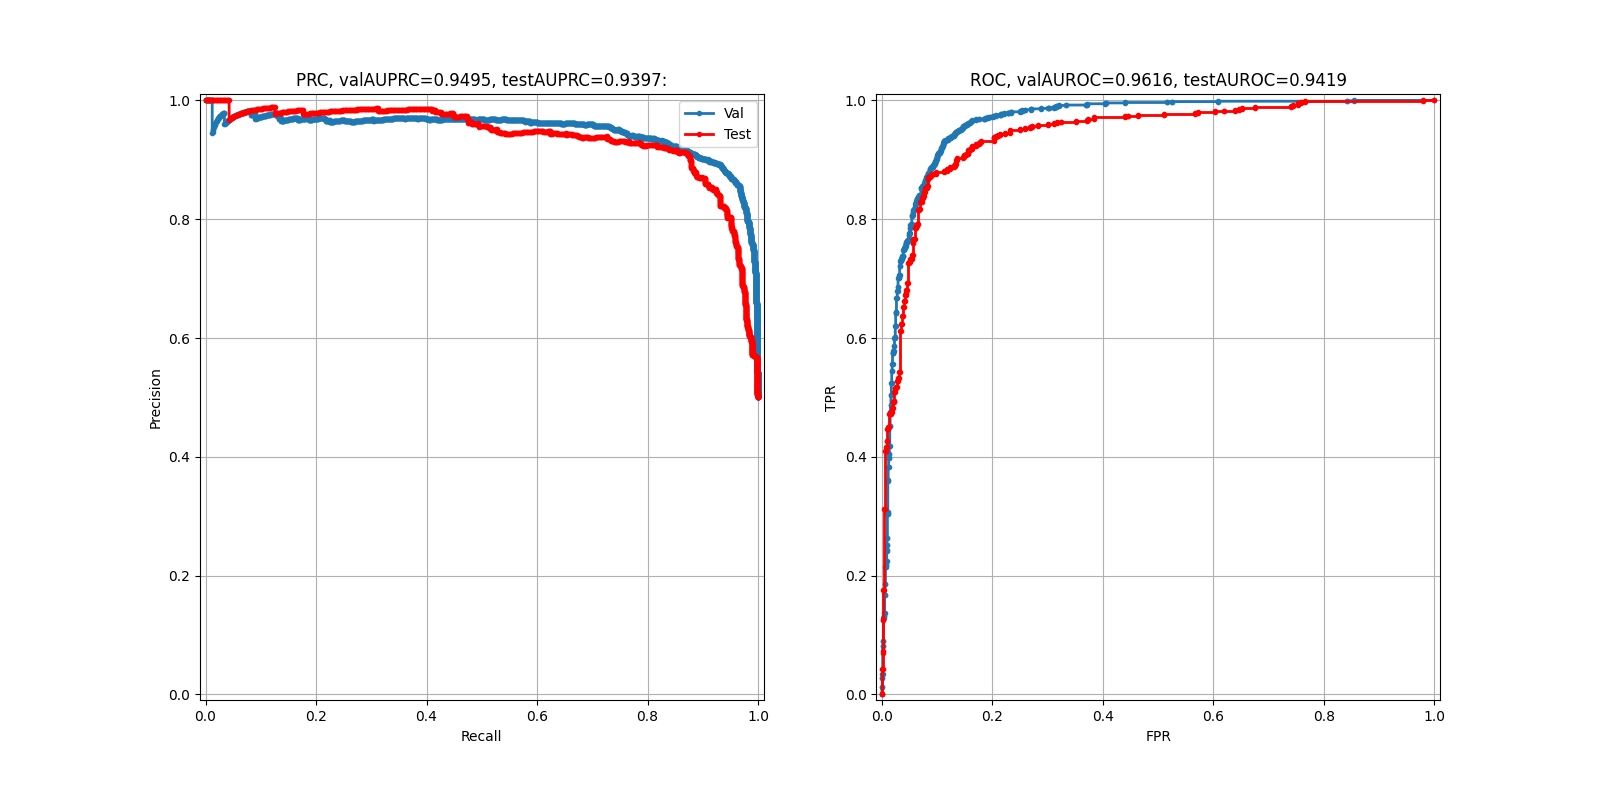 PRC, valAUPRC=0.9495, testAUPRC=0.9397:
1.0
0.8
0.6
0.4
0.2
0.0
Precision
0.0 0.2 0.4 0.6 0.8 1.0
Recall
Val
Test
ROC, valAUROC=0.9616, testAUROC=0.9419
1.0
0.8
0.6
0.4
0.2
0.0
TPR
0.0 0.2 0.4 0.6 0.8 1.0
FPR